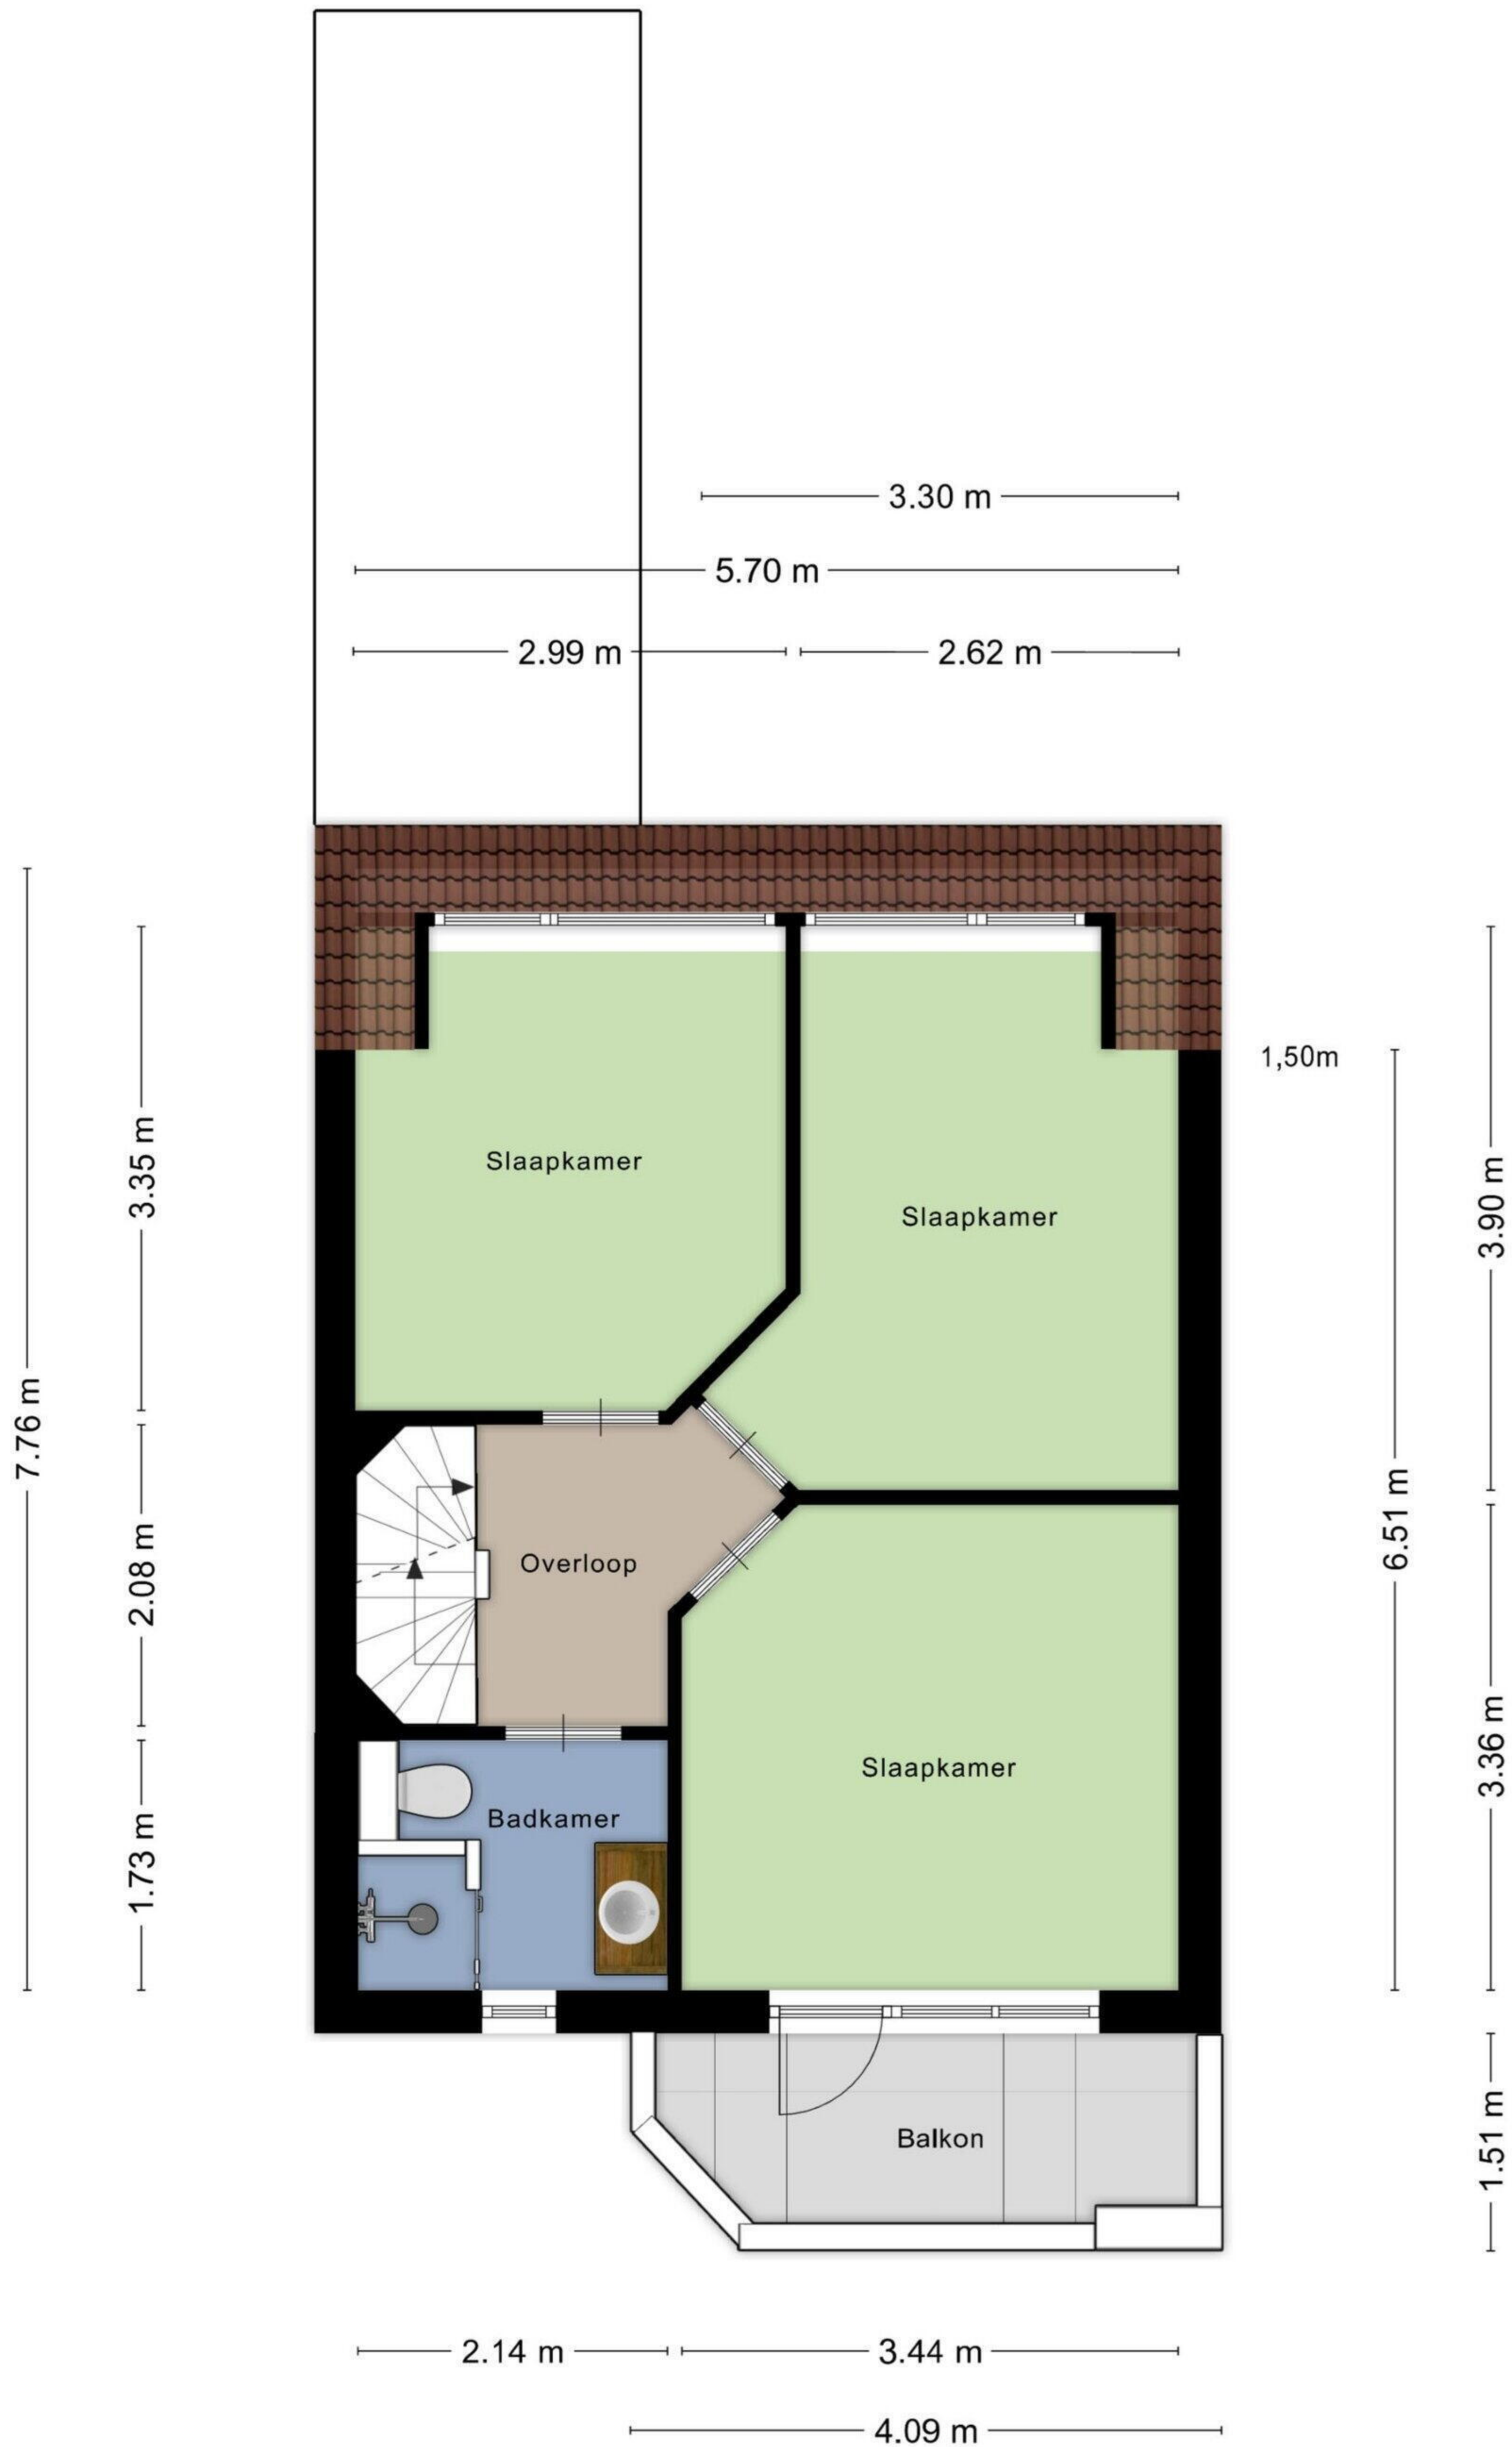 3.30 m
5.70 m
2.99 m
2.62 m
1,50m
3.35 m
Slaapkamer
3.90 m
Slaapkamer
7.76 m
6.51 m
2.08 m
Overloop
3.36 m
Slaapkamer
Badkamer
1.73 m
Balkon
1.51 m
2.14 m
3.44 m
4.09 m